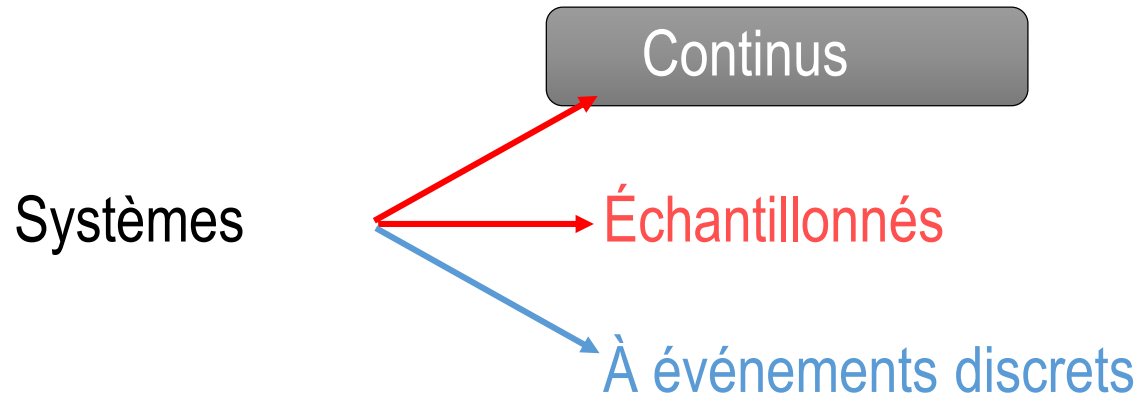 Continus
Systèmes
Échantillonnés
À événements discrets